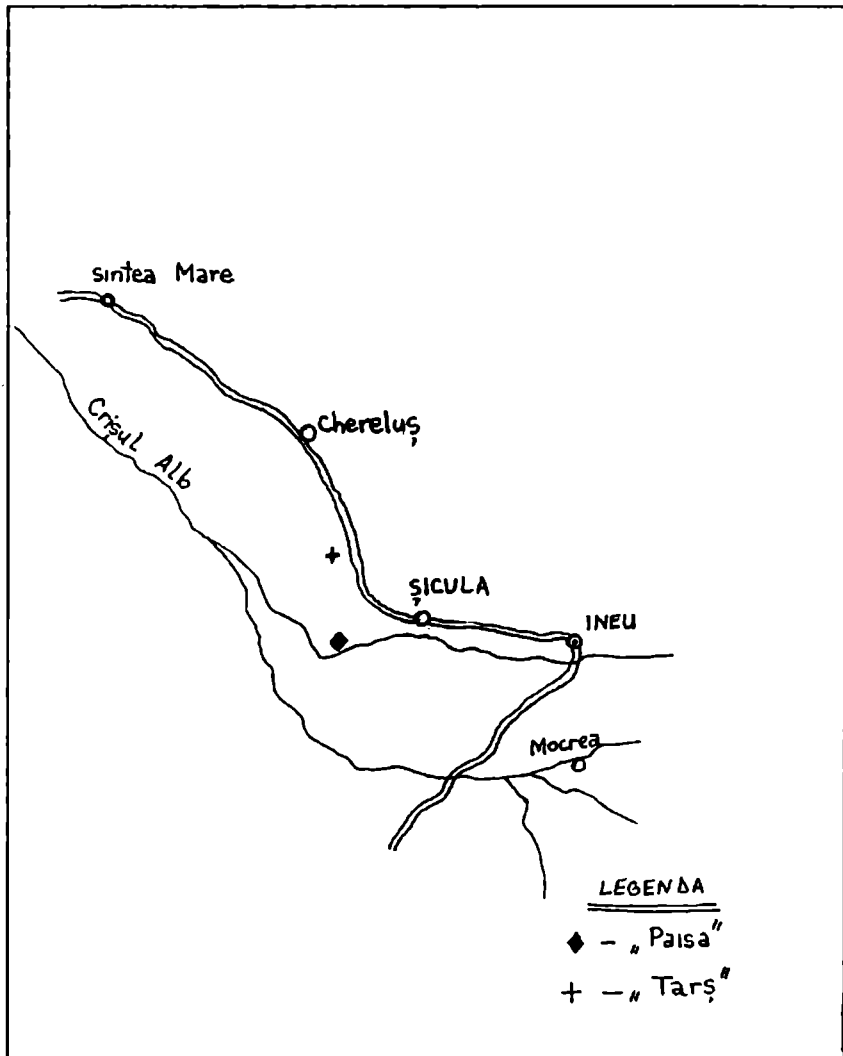 Sintea Mare
Chereluș
Crișul Alb
ȘICULA
INEU
Mocrea
LEGENDA
♦ - „Paisa"
+ - „Tarș"